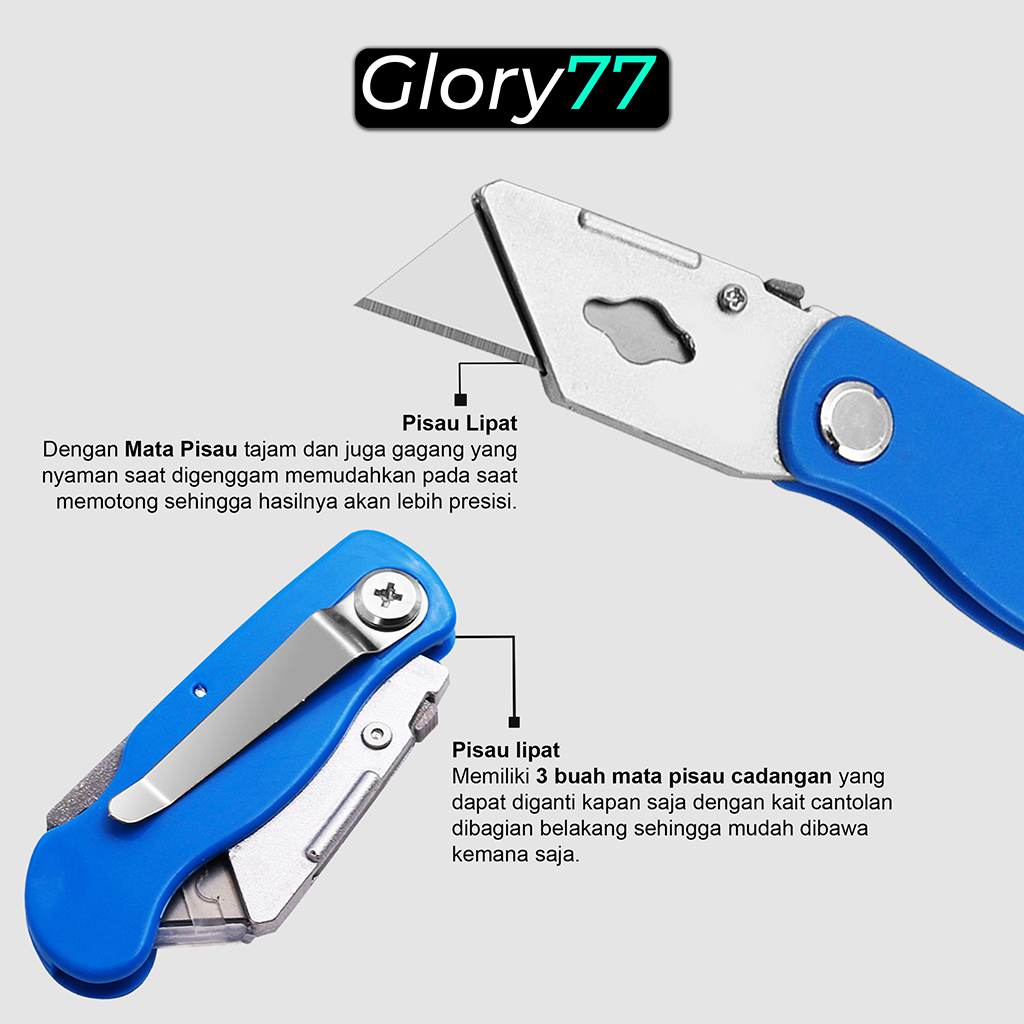 Glory77
Pisau Lipat
Dengan Mata Pisau tajam dan juga gagang yang
nyaman saat digenggam memudahkan pada saat
memotong sehingga hasilnya akan lebih presisi.
Pisau lipat
Memiliki 3 buah mata pisau cadangan yang
dapat diganti kapan saja dengan kait cantolan
dibagian belakang sehingga mudah dibawa
kemana saja.